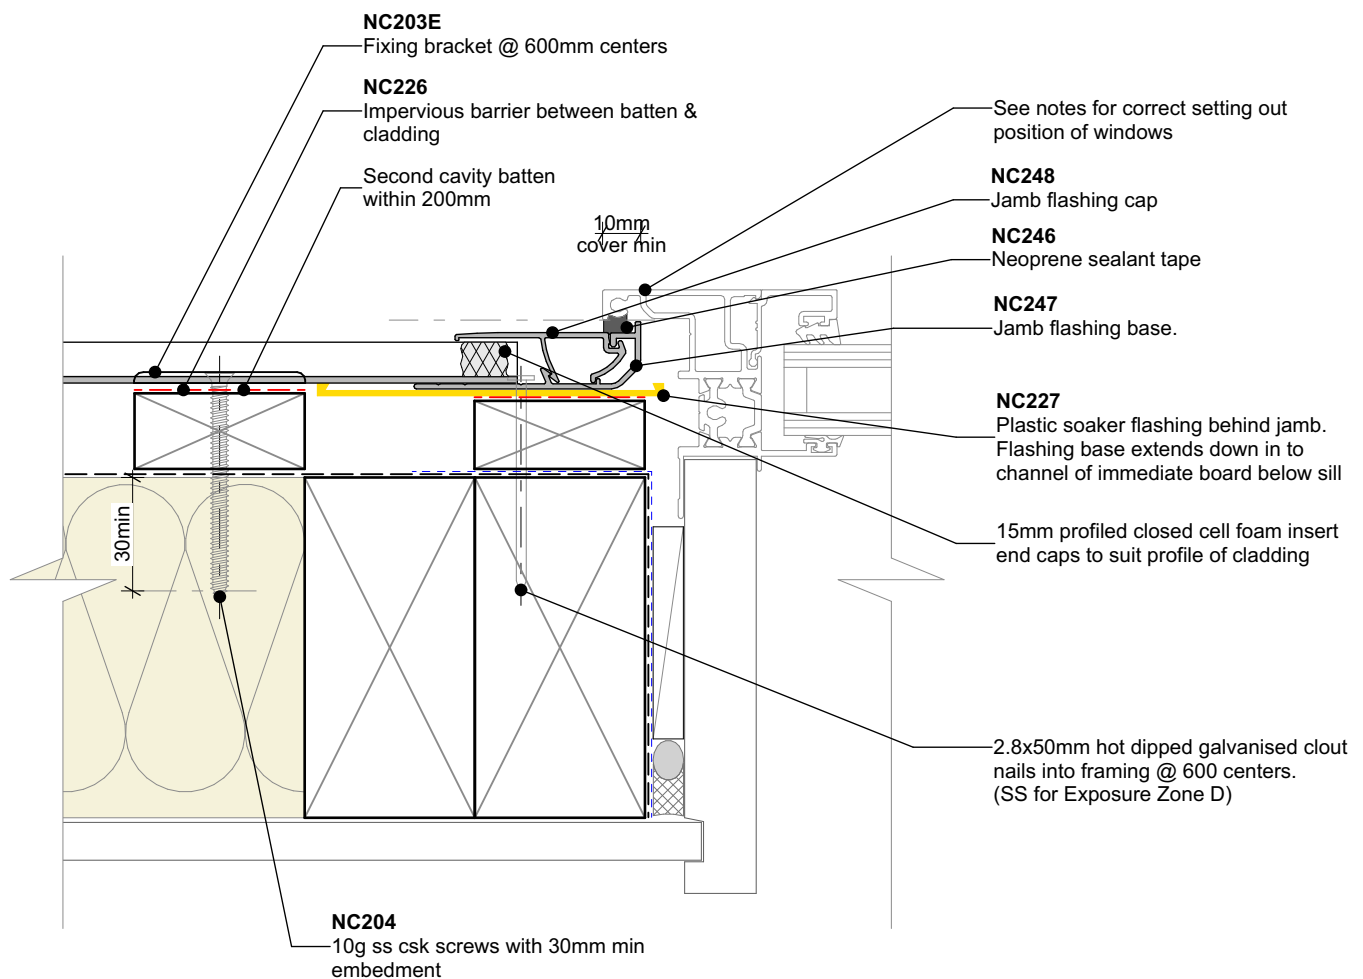 NC203E
Fixing bracket @ 600mm centers
NC226
Impervious barrier between batten &
cladding
Second cavity batten
within 200mm
10mm
cover min
See notes for correct setting out
position of windows
NC248
Jamb flashing cap
NC246
Neoprene sealant tape
NC247
Jamb flashing base.
NC227
Plastic soaker flashing behind jamb.
Flashing base extends down in to
channel of immediate board below sill
15mm profiled closed cell foam insert
end caps to suit profile of cladding
30min
2.8x50mm hot dipped galvanised clout
nails into framing @ 600 centers.
(SS for Exposure Zone D)
NC204
10g ss csk screws with 30mm min
embedment